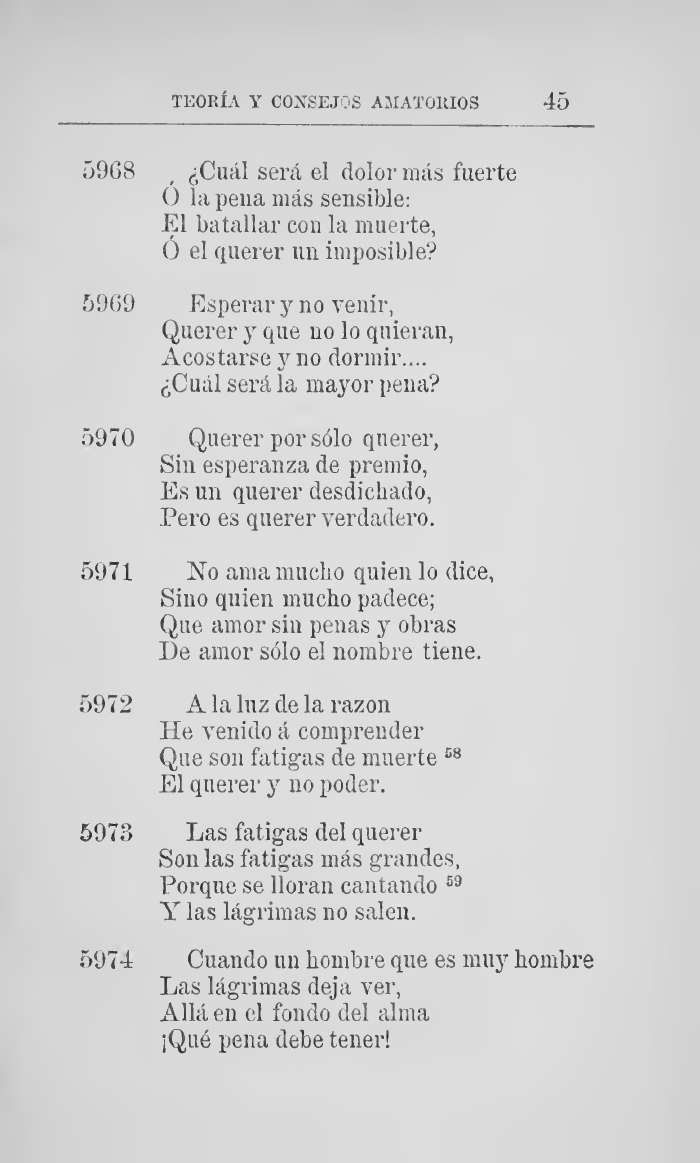 TEORÍA Y CONSEJOS AMATORIOS 45
5968 ¿Cuál será el dolor más fuerte
Ó la pena más sensible:
El batallar con la muerte,
Ó el querer un imposible?
5969 Esperar y no venir,
Querer y que no lo quieran,
Acostarse y no dormir....
¿Cuál será la mayor pena?
5970 Querer por sólo querer,
Sin esperanza de premio,
Es un querer desdichado,
Pero es querer verdadero.
5971 No ama mucho quien lo dice,
Sino quien mucho padece;
Que amor sin penas y obras
De amor sólo el nombre tiene.
5972 A la luz de la razon
He venido á comprender
Que son fatigas de muerte 58
El querer y no poder.
5973 Las fatigas del querer
Son las fatigas más grandes,
Porque se lloran cantando 59
Y las lágrimas no salen.
5974 Cuando un hombre que es muy hombre
Las lágrimas deja ver,
Allá en el fondo del alma
¡Qué pena debe tener!